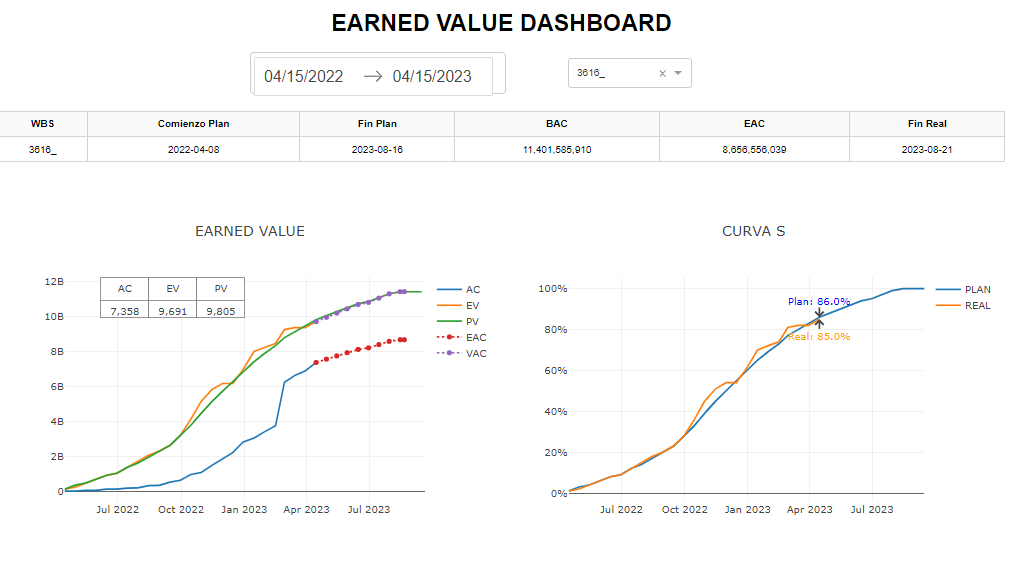 EARNED VALUE DASHBOARD
04/15/2022 → 04/15/2023
3616_ ×
WBS Comienzo Plan Fin Plan BAC EAC Fin Real
3616_ 2022-04-08 2023-08-16 11,401,585,910 8,656,556,039 2023-08-21
EARNED VALUE
12B
10B
8B
6B
4B
2B
0
AC EV PV
7,358 9,691 9,805
AC
EV
PV
EAC
VAC
Jul 2022 Oct 2022 Jan 2023 Apr 2023 Jul 2023
CURVA S
100%
80%
60%
40%
20%
0%
Plan: 86.0%
Real: 85.0%
PLAN
REAL
Jul 2022 Oct 2022 Jan 2023 Apr 2023 Jul 2023